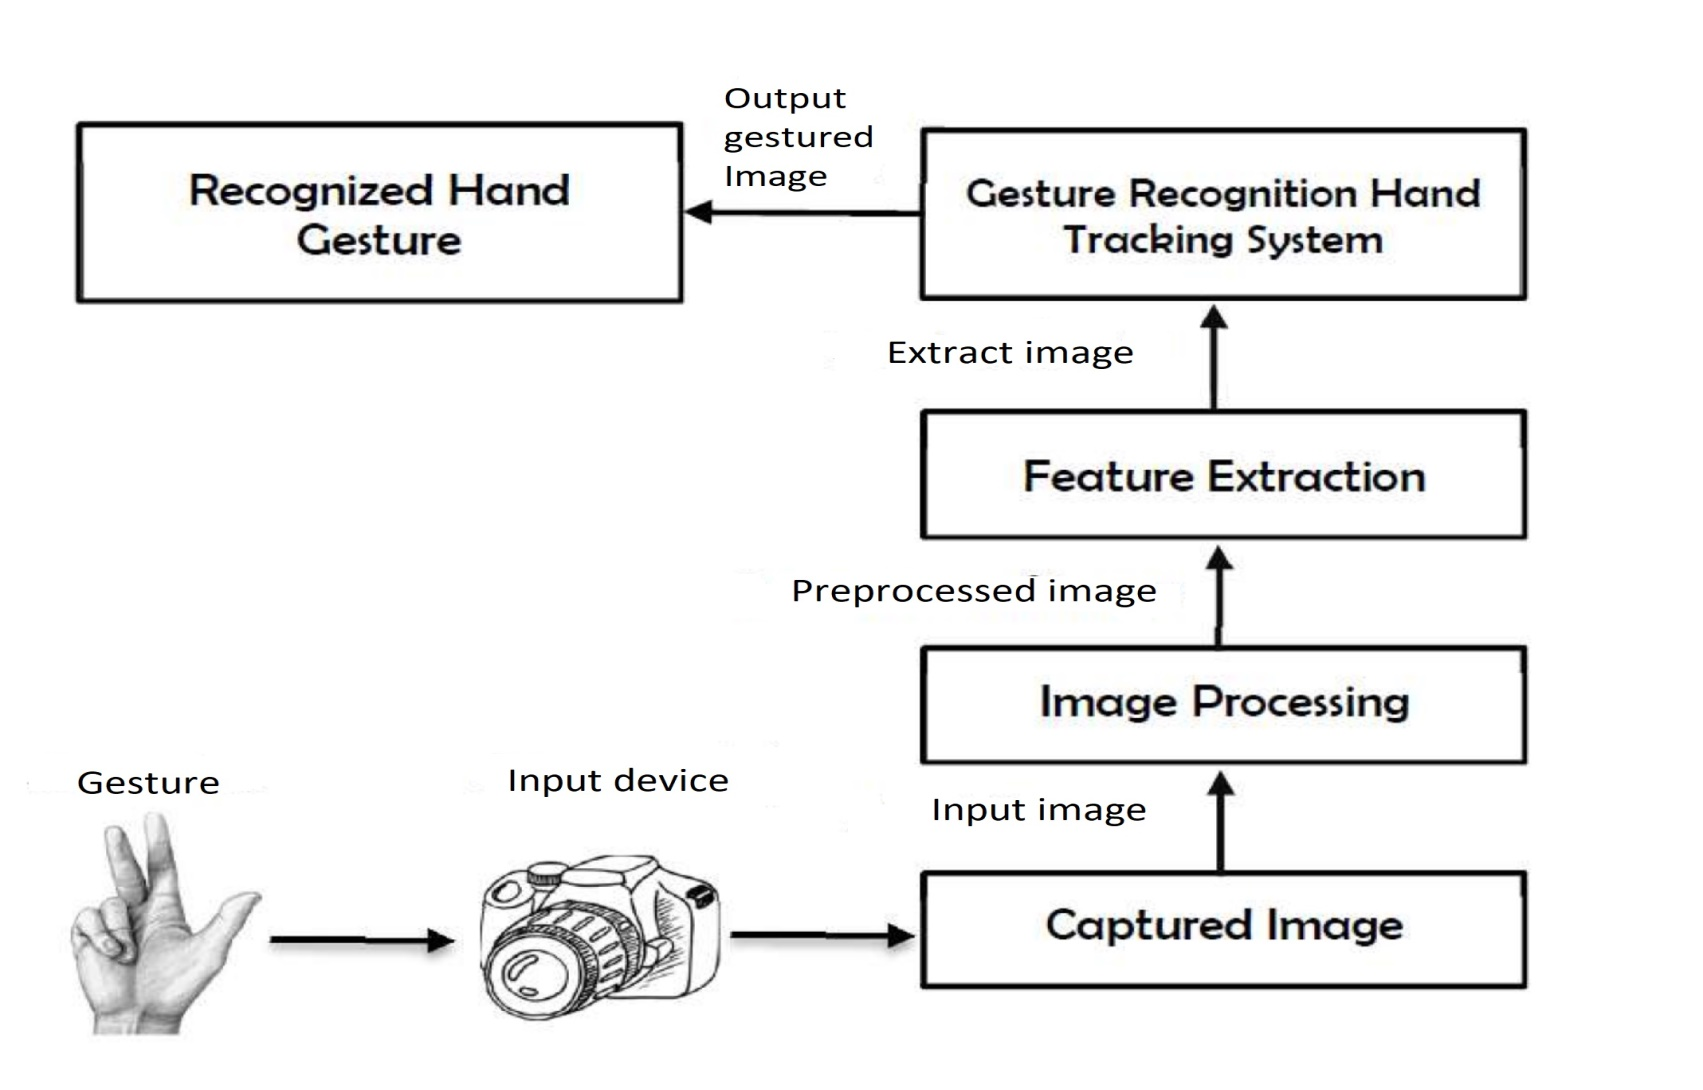 Output
gestured
Image
Recognized Hand
Gesture
Gesture Recognition Hand
Tracking System
Extract image
Feature Extraction
Preprocessed image
Image Processing
Gesture
Input device
Input image
Captured Image